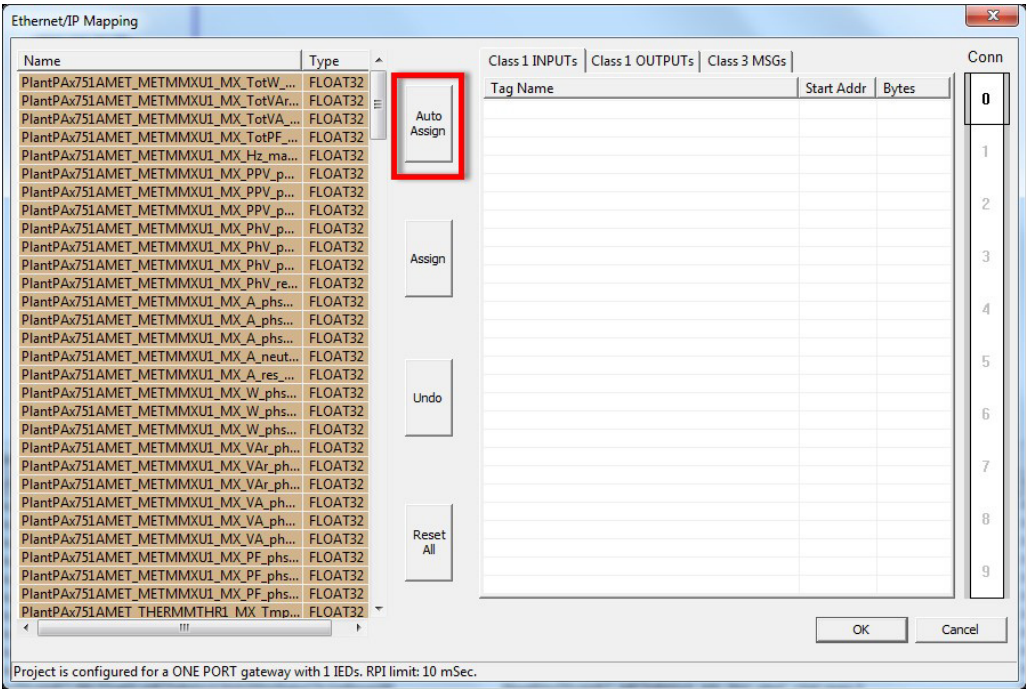 Ethernet/IP Mapping
Name Type
PlantPAx751AMET_METMMXU1_MX_TotW_... FLOAT32
PlantPAx751AMET_METMMXU1_MX_TotVAr... FLOAT32
PlantPAx751AMET_METMMXU1_MX_TotVA_... FLOAT32
PlantPAx751AMET_METMMXU1_MX_TotPF_... FLOAT32
PlantPAx751AMET_METMMXU1_MX_Hz_ma... FLOAT32
PlantPAx751AMET_METMMXU1_MX_PPV_p... FLOAT32
PlantPAx751AMET_METMMXU1_MX_PPV_p... FLOAT32
PlantPAx751AMET_METMMXU1_MX_PPV_p... FLOAT32
PlantPAx751AMET_METMMXU1_MX_PhV_p... FLOAT32
PlantPAx751AMET_METMMXU1_MX_PhV_p... FLOAT32
PlantPAx751AMET_METMMXU1_MX_PhV_p... FLOAT32
PlantPAx751AMET_METMMXU1_MX_PhV_re... FLOAT32
PlantPAx751AMET_METMMXU1_MX_A_phs... FLOAT32
PlantPAx751AMET_METMMXU1_MX_A_phs... FLOAT32
PlantPAx751AMET_METMMXU1_MX_A_phs... FLOAT32
PlantPAx751AMET_METMMXU1_MX_A_neut... FLOAT32
PlantPAx751AMET_METMMXU1_MX_A_res_... FLOAT32
PlantPAx751AMET_METMMXU1_MX_W_phs... FLOAT32
PlantPAx751AMET_METMMXU1_MX_W_phs... FLOAT32
PlantPAx751AMET_METMMXU1_MX_W_phs... FLOAT32
PlantPAx751AMET_METMMXU1_MX_VAr_ph... FLOAT32
PlantPAx751AMET_METMMXU1_MX_VAr_ph... FLOAT32
PlantPAx751AMET_METMMXU1_MX_VAr_ph... FLOAT32
PlantPAx751AMET_METMMXU1_MX_VA_ph... FLOAT32
PlantPAx751AMET_METMMXU1_MX_VA_ph... FLOAT32
PlantPAx751AMET_METMMXU1_MX_VA_ph... FLOAT32
PlantPAx751AMET_METMMXU1_MX_PF_phs... FLOAT32
PlantPAx751AMET_METMMXU1_MX_PF_phs... FLOAT32
PlantPAx751AMET_METMMXU1_MX_PF_phs... FLOAT32
PlantPAx751AMET_THERMMTHR1_MX_Tmp... FLOAT32
Auto
Assign
Assign
Undo
Reset
All
Class 1 INPUTs Class 1 OUTPUTs Class 3 MSGs
Tag Name Start Addr Bytes
Conn
0
1
2
3
4
5
6
7
8
9
OK Cancel
Project is configured for a ONE PORT gateway with 1 IEDs. RPI limit: 10 mSec.